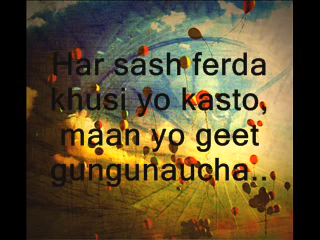 Har sash ferda
khusi yo kasto,
maan yo geet
gungunaucha..